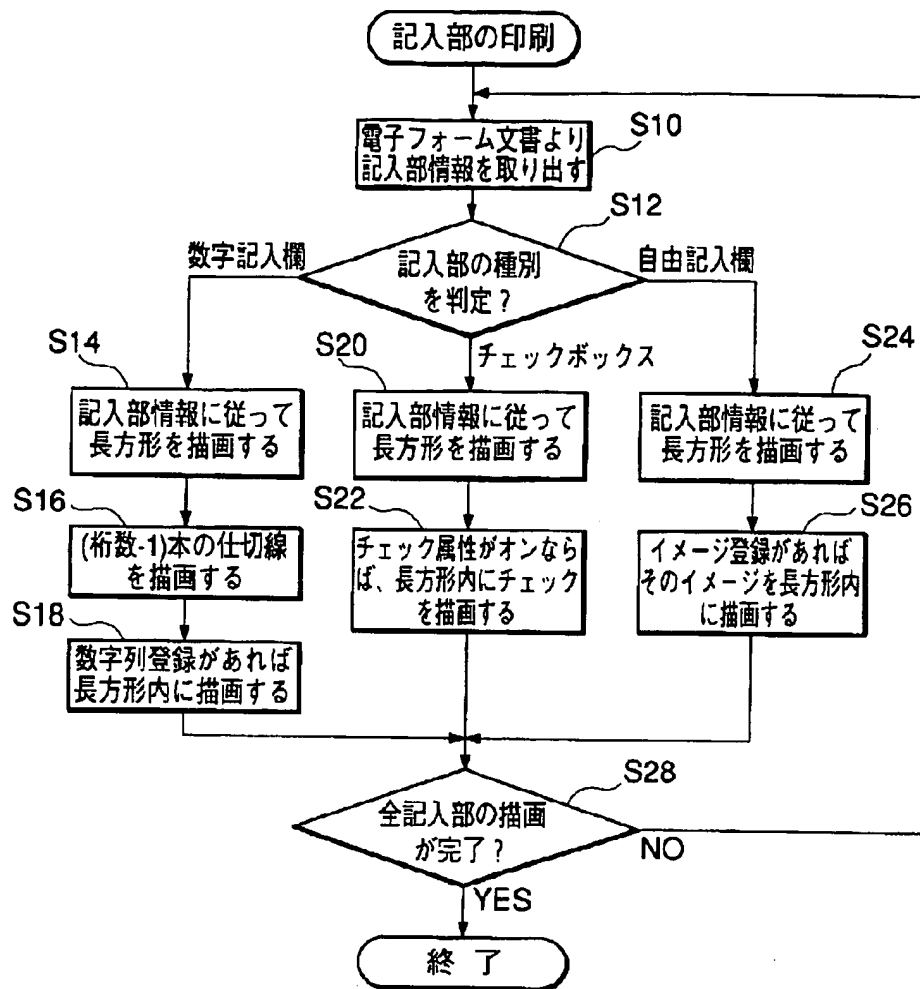 記入部の印刷
S10
電子フォーム文書より
記入部情報を取り出す
S12
記入部の種別
を判定?
数字記入欄
チェックボックス
自由記入欄
S14
記入部情報に従って
長方形を描画する
S16
(桁数-1)本の仕切線
を描画する
S18
数字列登録があれば
長方形内に描画する
S20
記入部情報に従って
長方形を描画する
S22
チェック属性がオンなら
ば、長方形内にチェック
を描画する
S24
記入部情報に従って
長方形を描画する
S26
イメージ登録があれば
そのイメージを長方形内
に描画する
S28
全記入部の描画
が完了?
NO
YES
終 了